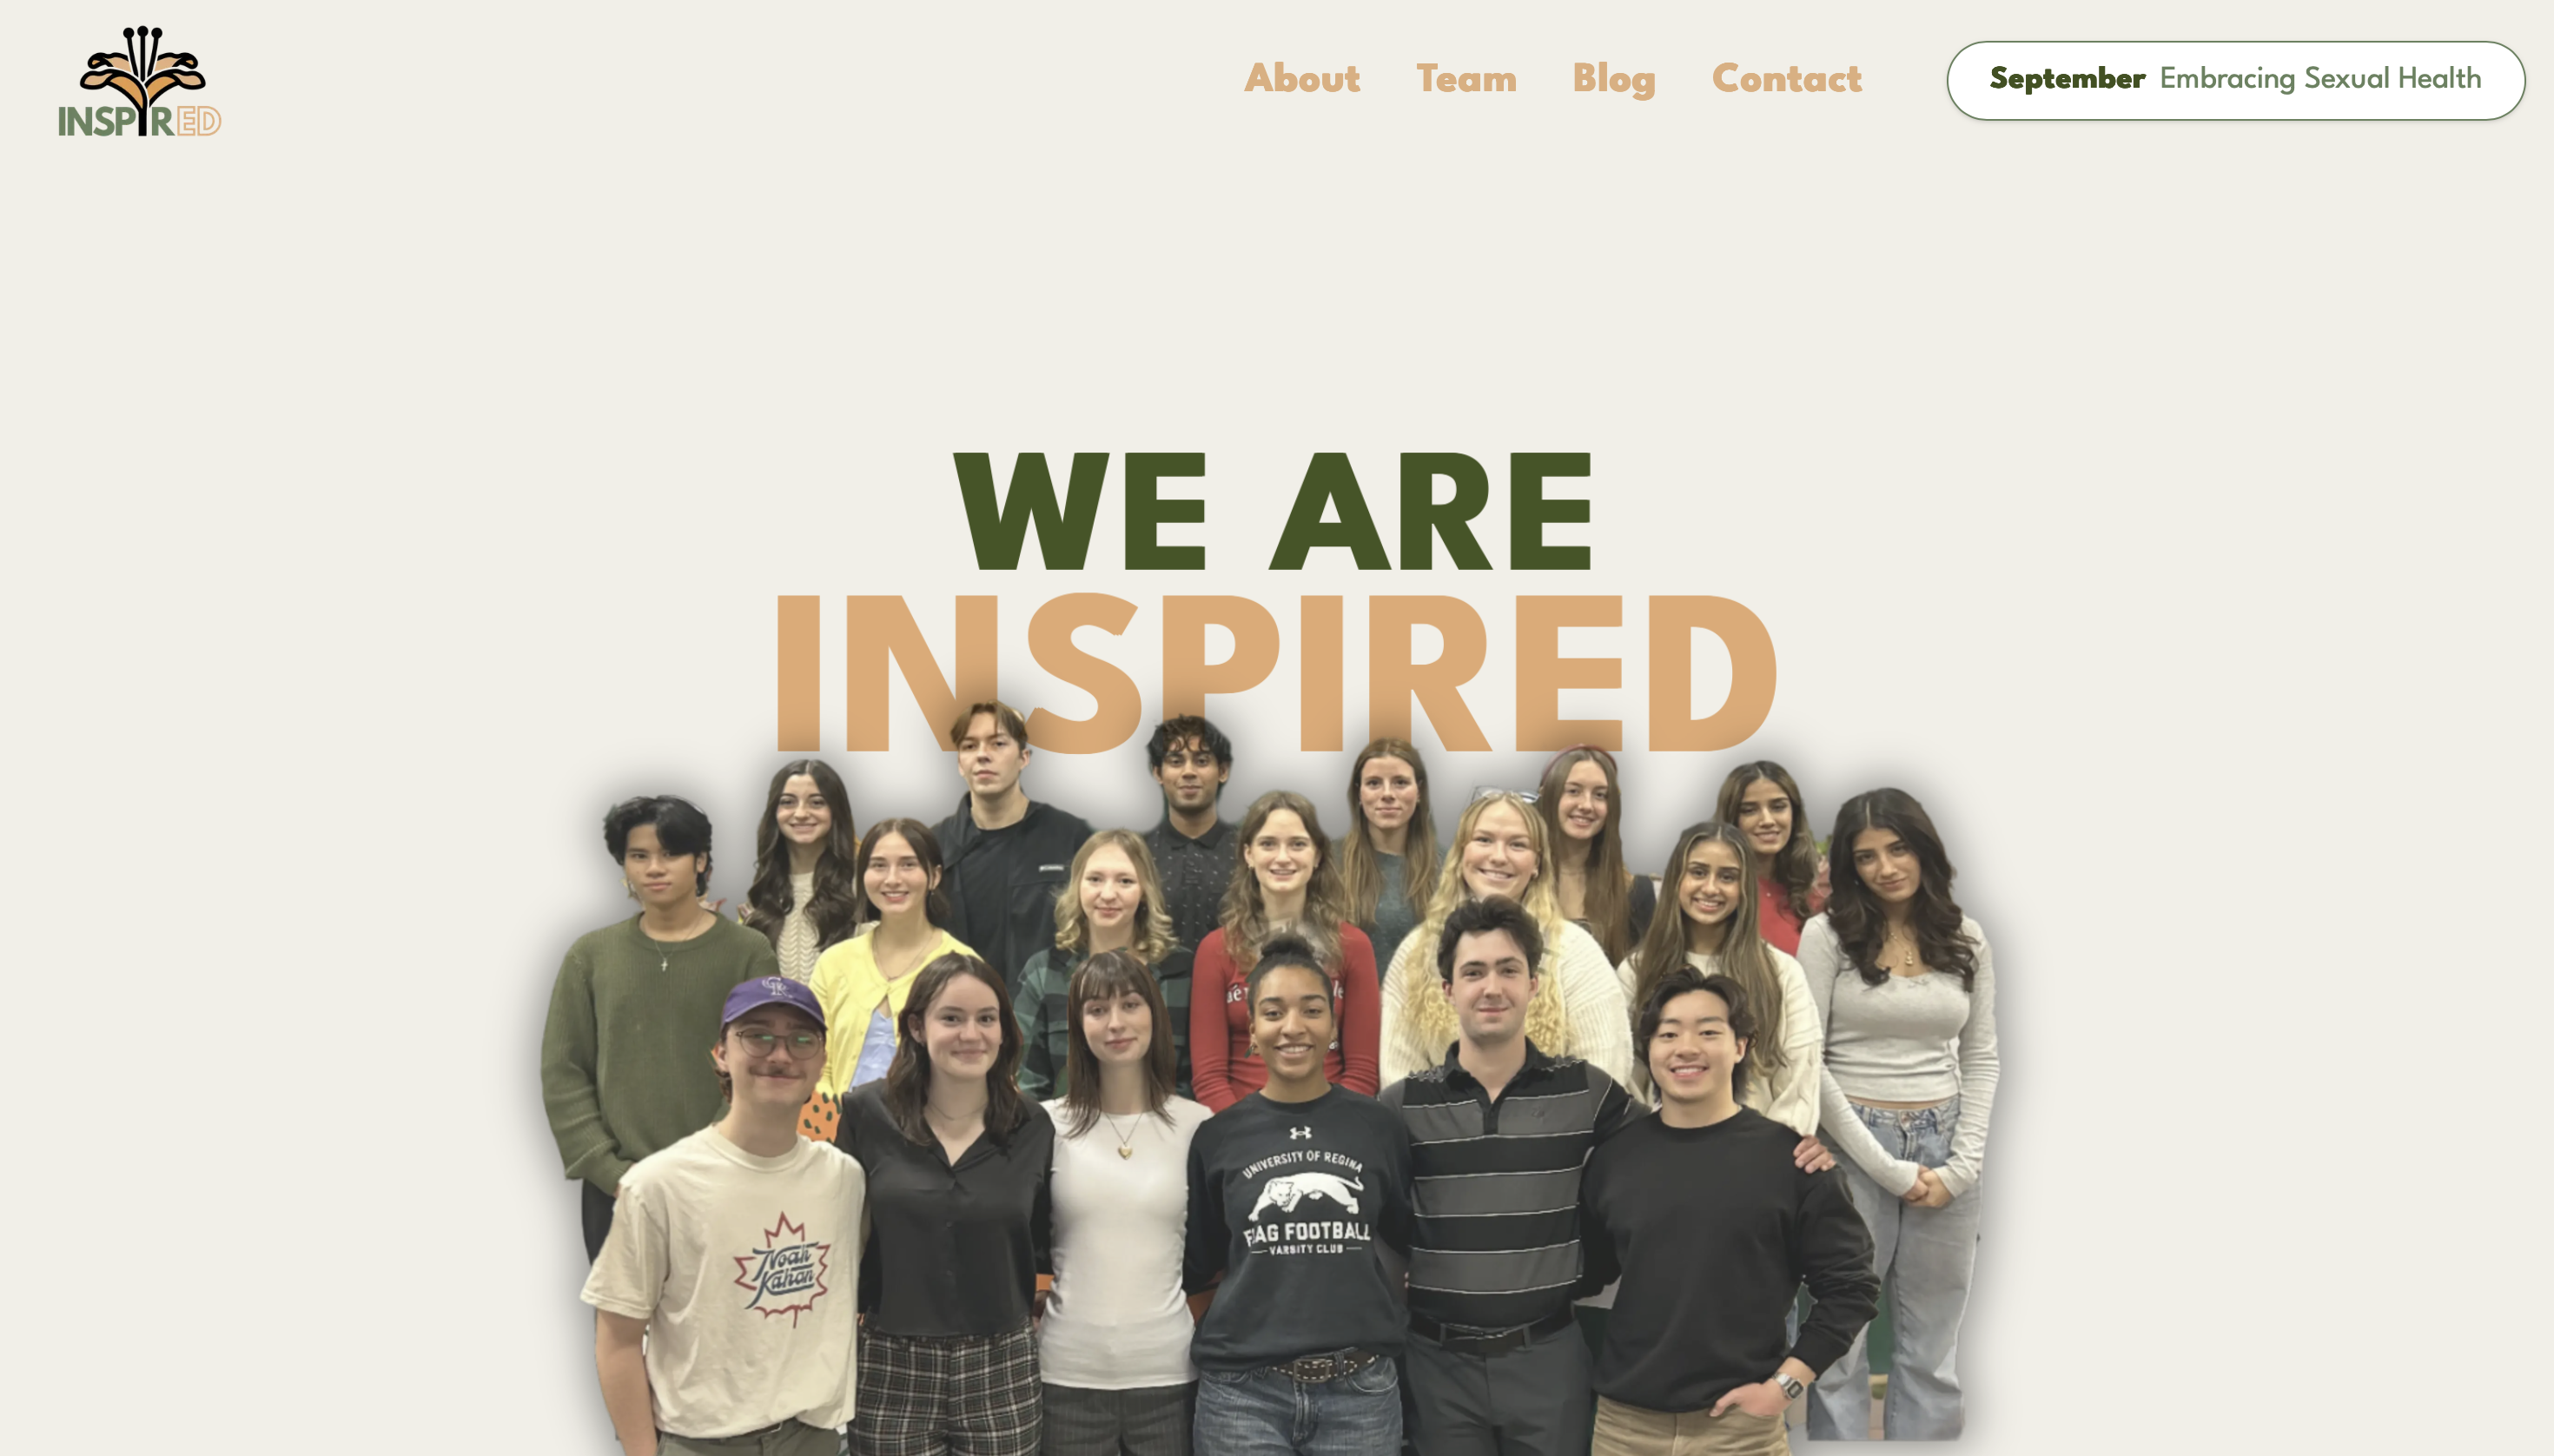 INSPIRED
About Team Blog Contact
September Embracing Sexual Health
WE ARE
INSPIRED
CR
UNIVERSITY OF REGINA
FLAG FOOTBALL
VARSITY CLUB
Noah
Kahan